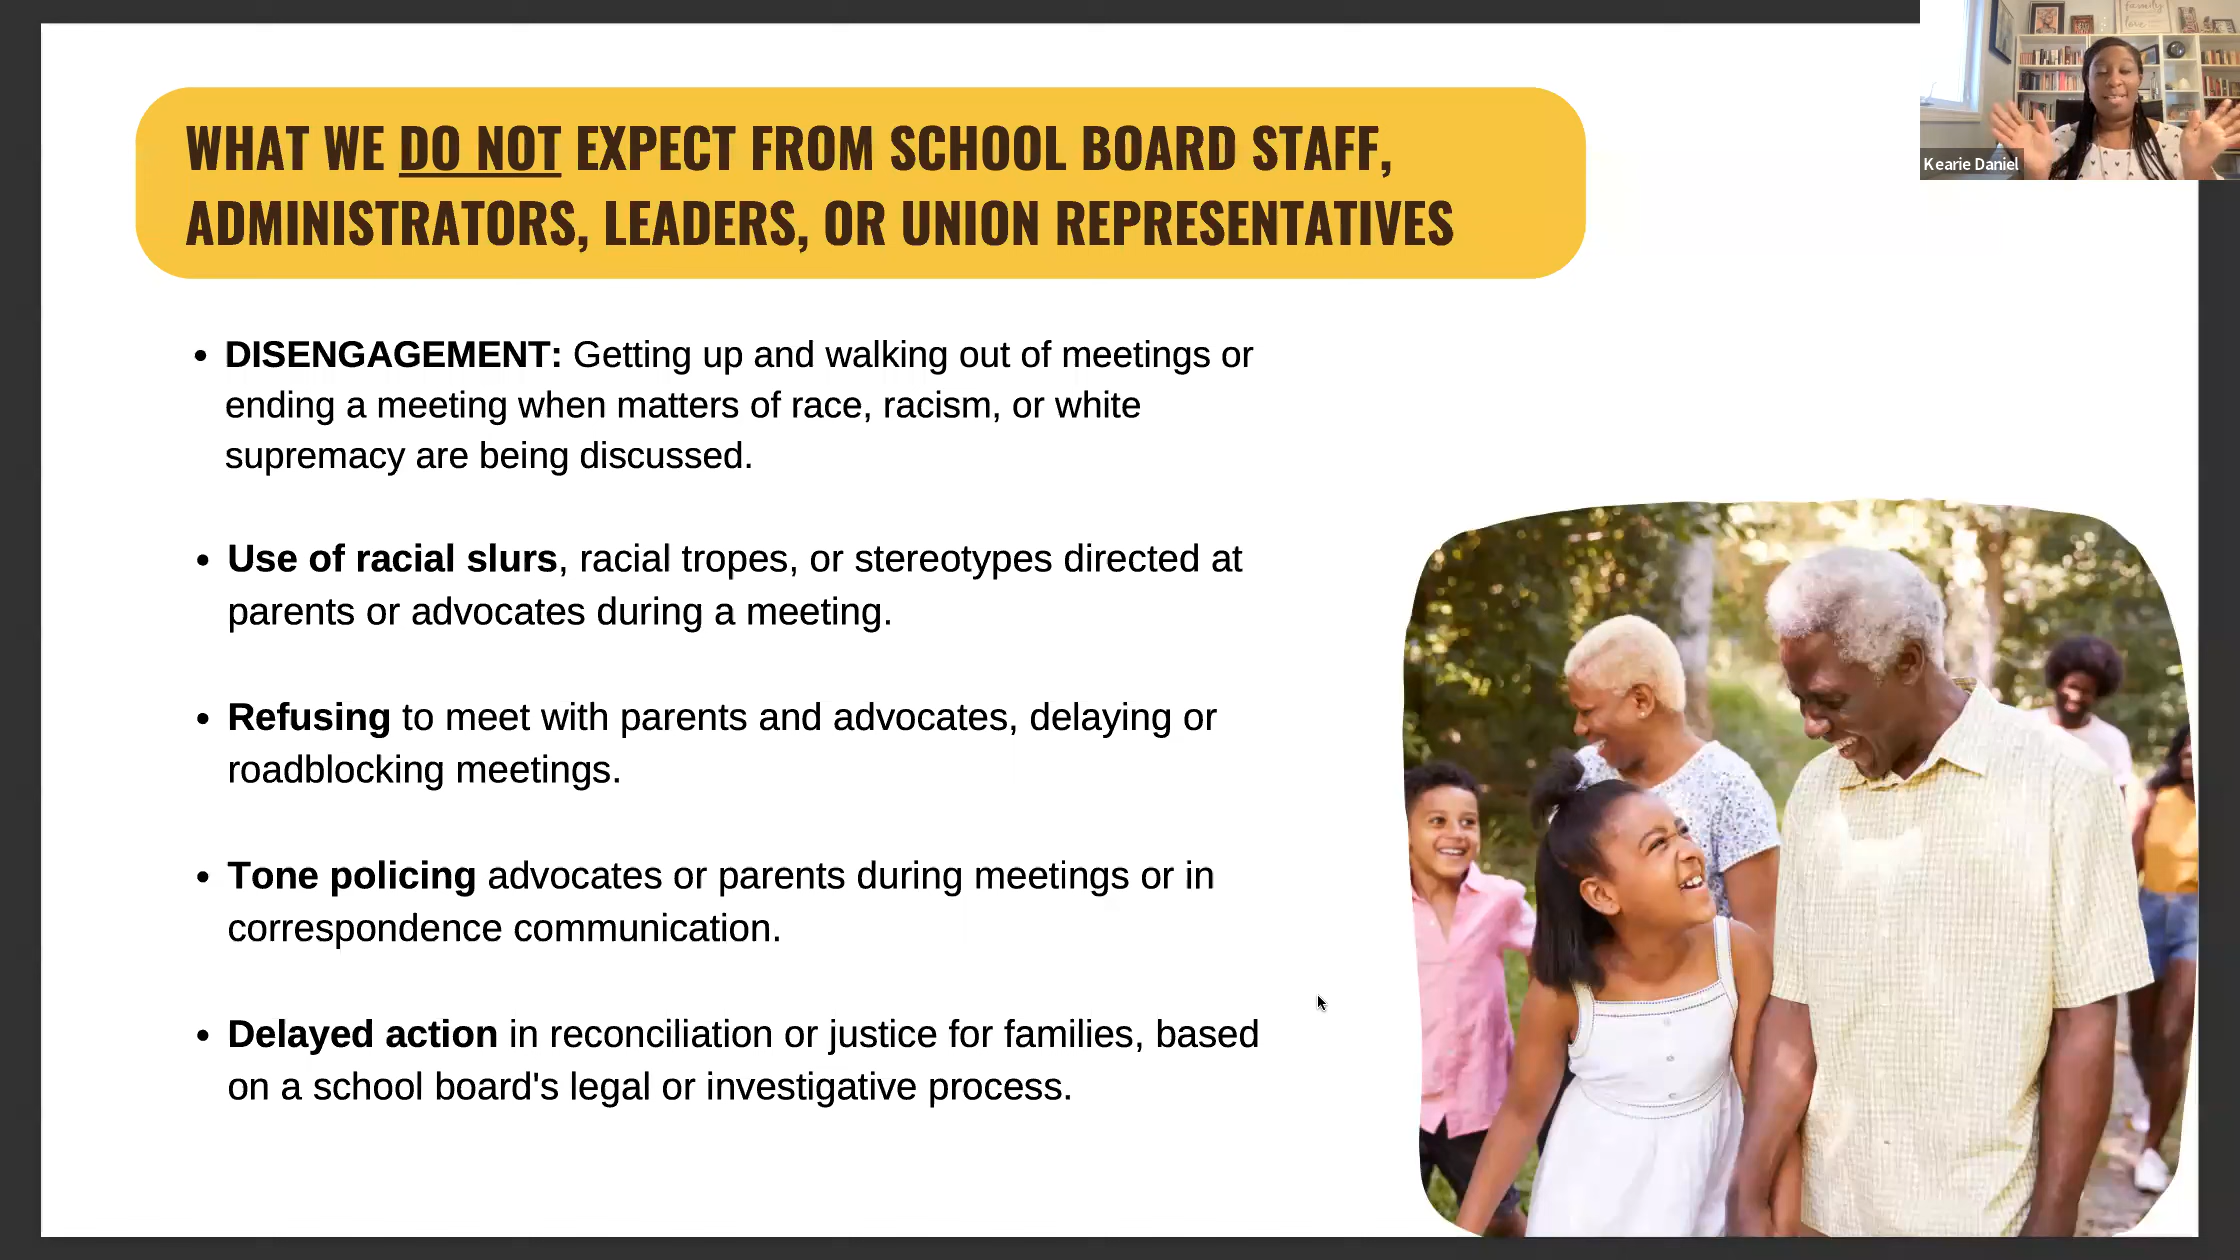 WHAT WE DO NOT EXPECT FROM SCHOOL BOARD STAFF,
ADMINISTRATORS, LEADERS, OR UNION REPRESENTATIVES
family
love
Kearie Daniel
• DISENGAGEMENT: Getting up and walking out of meetings or
ending a meeting when matters of race, racism, or white
supremacy are being discussed.
• Use of racial slurs, racial tropes, or stereotypes directed at
parents or advocates during a meeting.
• Refusing to meet with parents and advocates, delaying or
roadblocking meetings.
• Tone policing advocates or parents during meetings or in
correspondence communication.
• Delayed action in reconciliation or justice for families, based
on a school board's legal or investigative process.